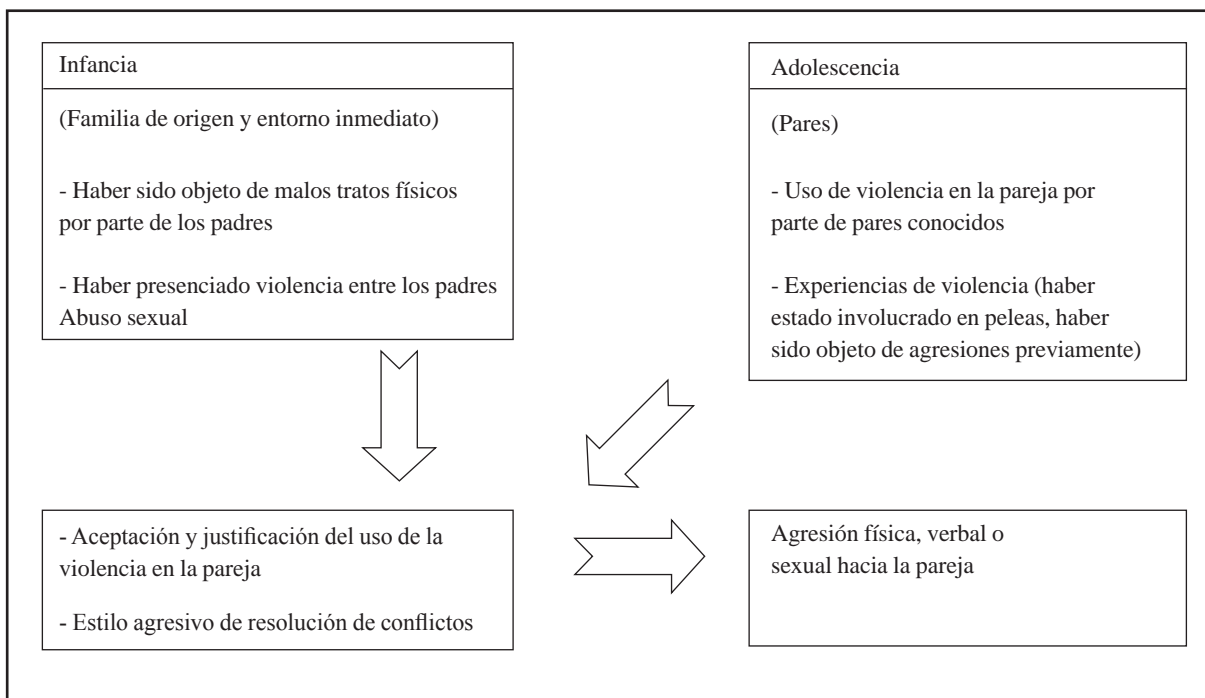 Infancia
(Familia de origen y entorno inmediato)
- Haber sido objeto de malos tratos físicos
por parte de los padres
- Haber presenciado violencia entre los padres
Abuso sexual
Adolescencia
(Pares)
- Uso de violencia en la pareja por
parte de pares conocidos
- Experiencias de violencia (haber
estado involucrado en peleas, haber
sido objeto de agresiones previamente)
- Aceptación y justificación del uso de la
violencia en la pareja
- Estilo agresivo de resolución de conflictos
Agresión física, verbal o
sexual hacia la pareja